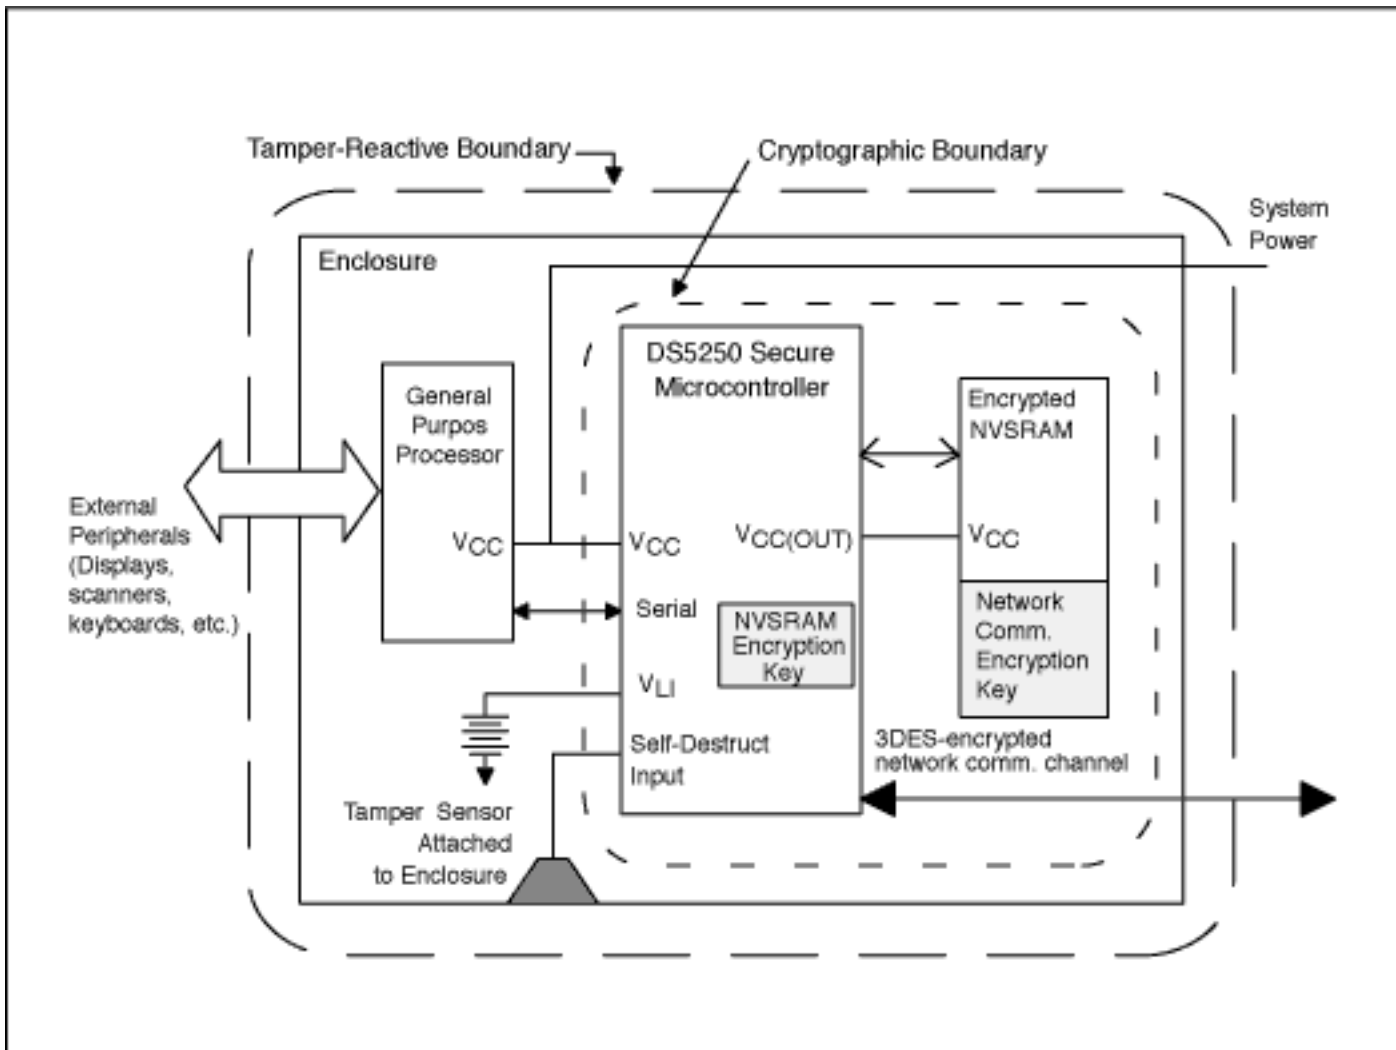 Tamper-Reactive Boundary
Cryptographic Boundary
System
Power
Enclosure
DS5250 Secure
Microcontroller
General
Purpos
Processor
Encrypted
NVSRAM
External
Peripherals
(Displays,
scanners,
keyboards, etc.)
VCC
VCC
VCC(OUT)
VCC
Serial
NVSRAM
Encryption
Key
Network
Comm.
Encryption
Key
VLI
Self-Destruct
Input
3DES-encrypted
network comm. channel
Tamper Sensor
Attached
to Enclosure